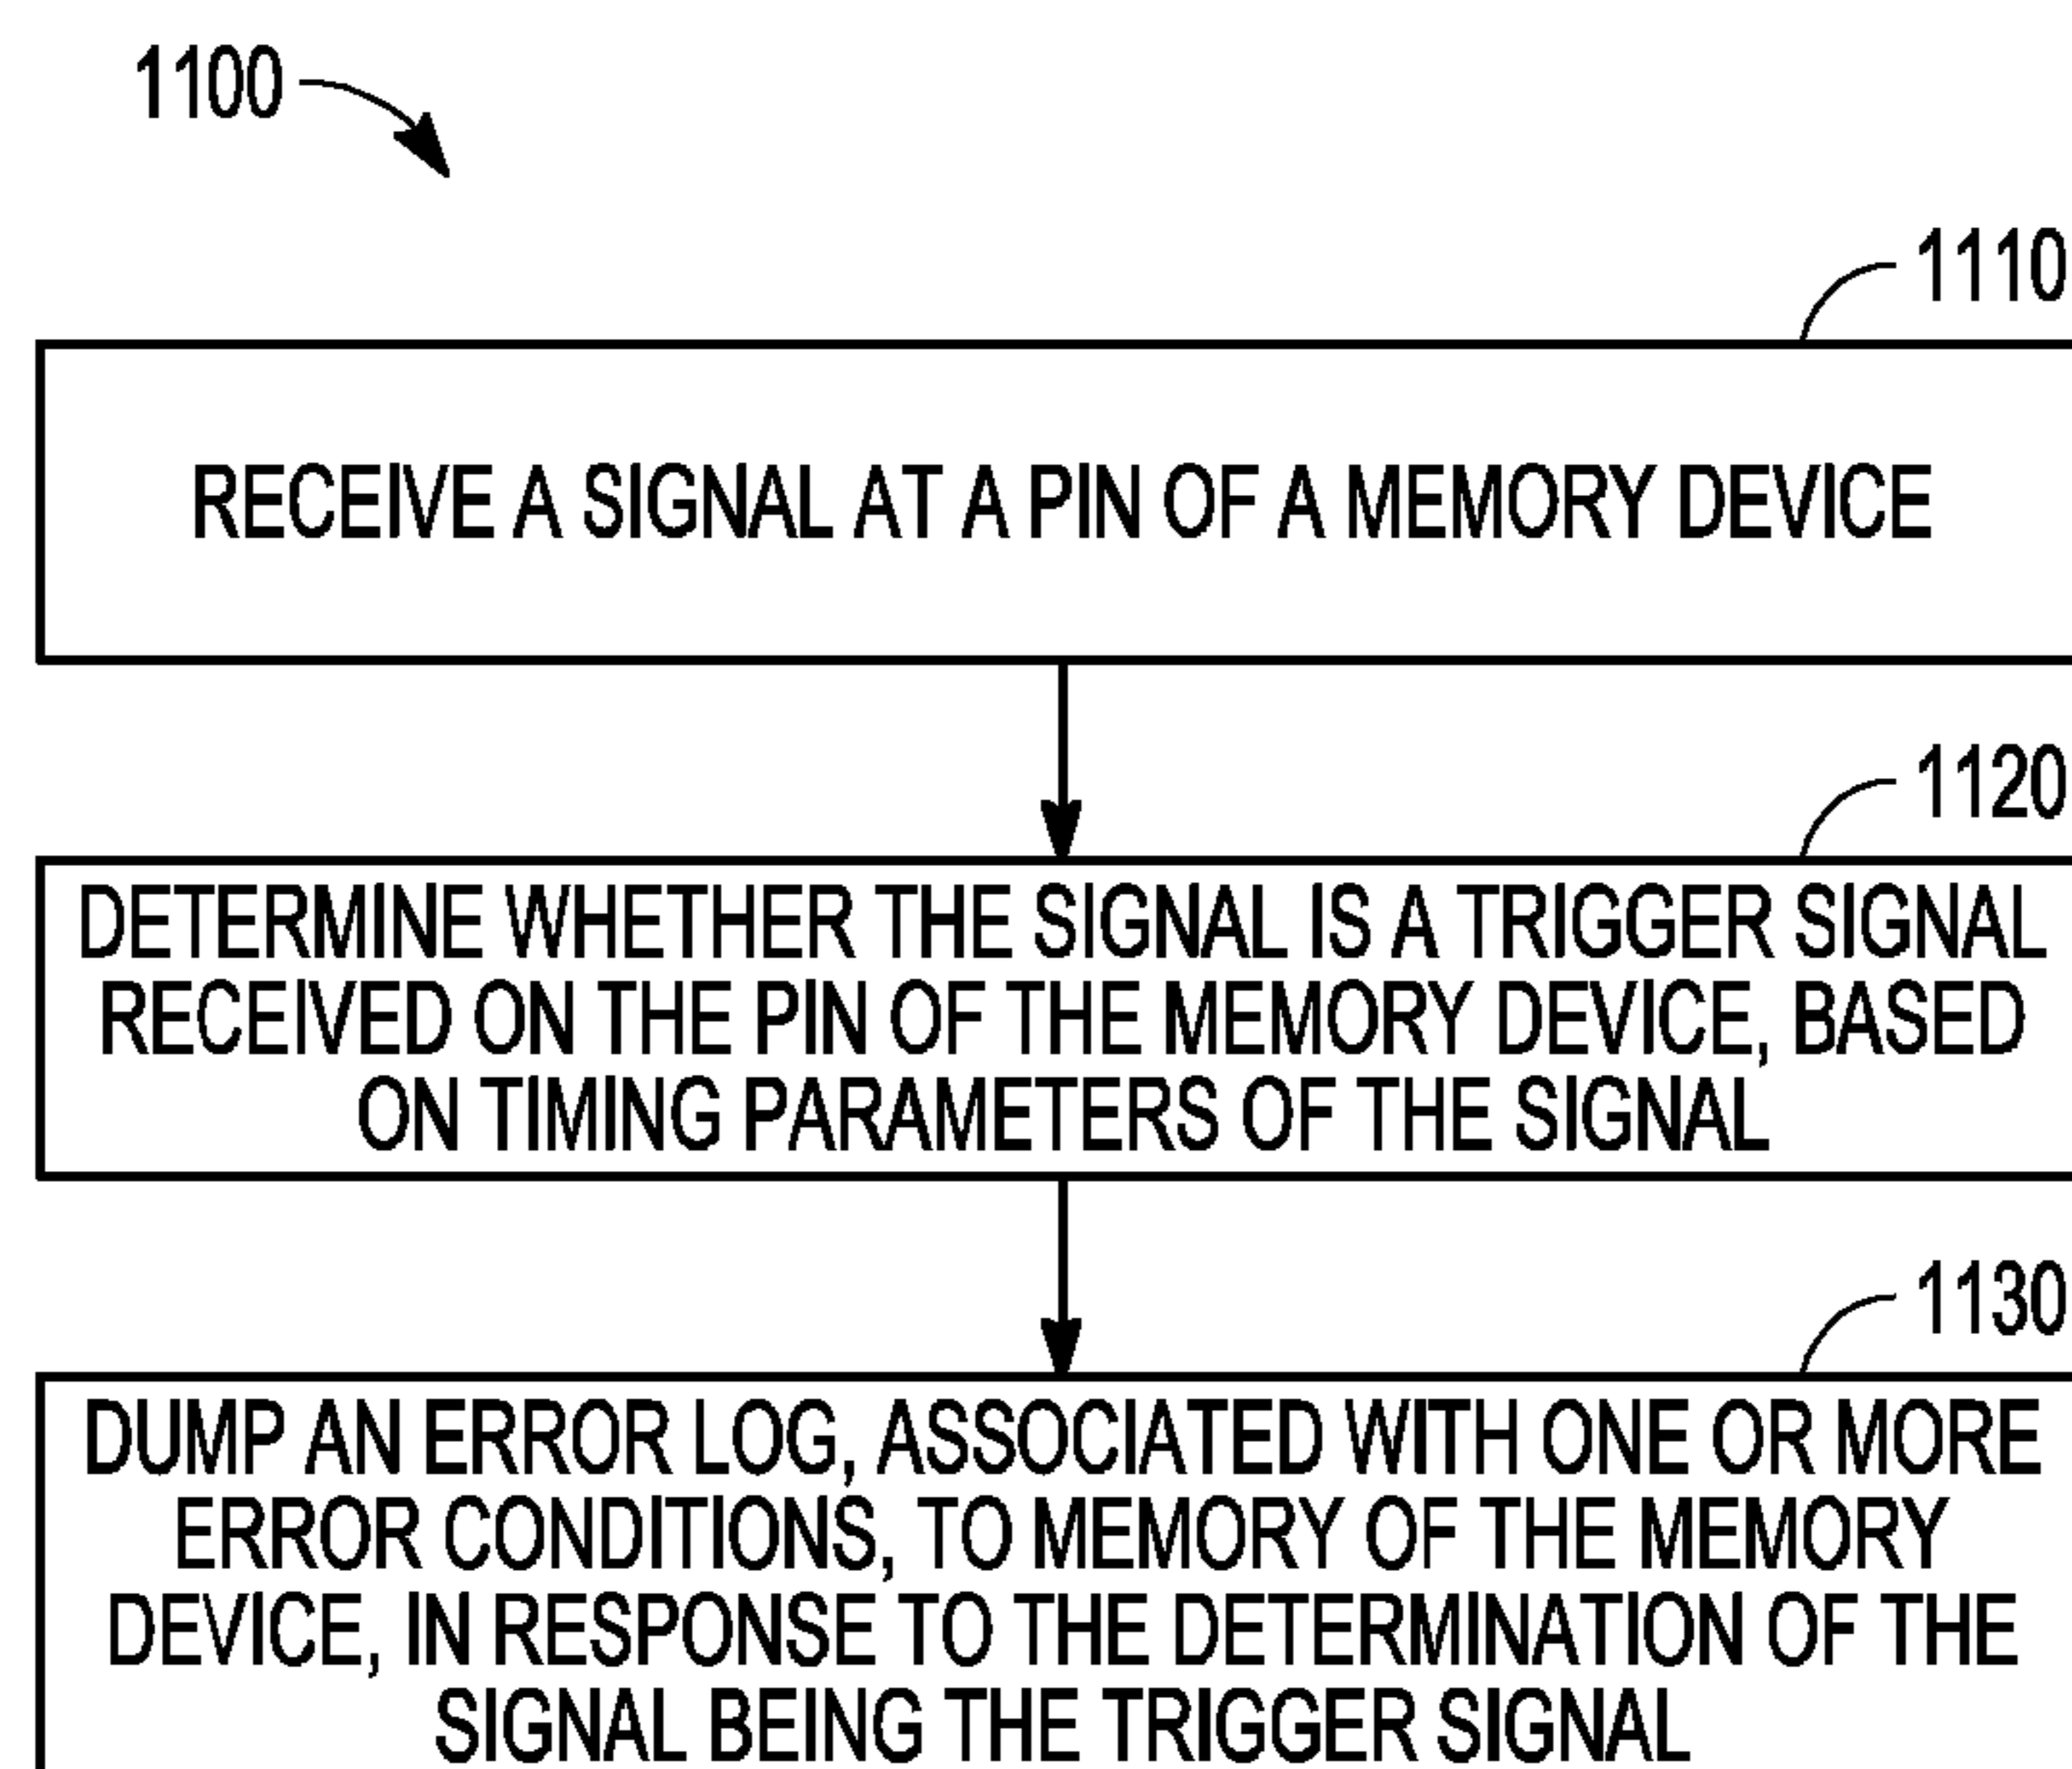 1100
1110
RECEIVE A SIGNAL AT A PIN OF A MEMORY DEVICE
1120
DETERMINE WHETHER THE SIGNAL IS A TRIGGER SIGNAL
RECEIVED ON THE PIN OF THE MEMORY DEVICE, BASED
ON TIMING PARAMETERS OF THE SIGNAL
1130
DUMP AN ERROR LOG, ASSOCIATED WITH ONE OR MORE
ERROR CONDITIONS, TO MEMORY OF THE MEMORY
DEVICE, IN RESPONSE TO THE DETERMINATION OF THE
SIGNAL BEING THE TRIGGER SIGNAL